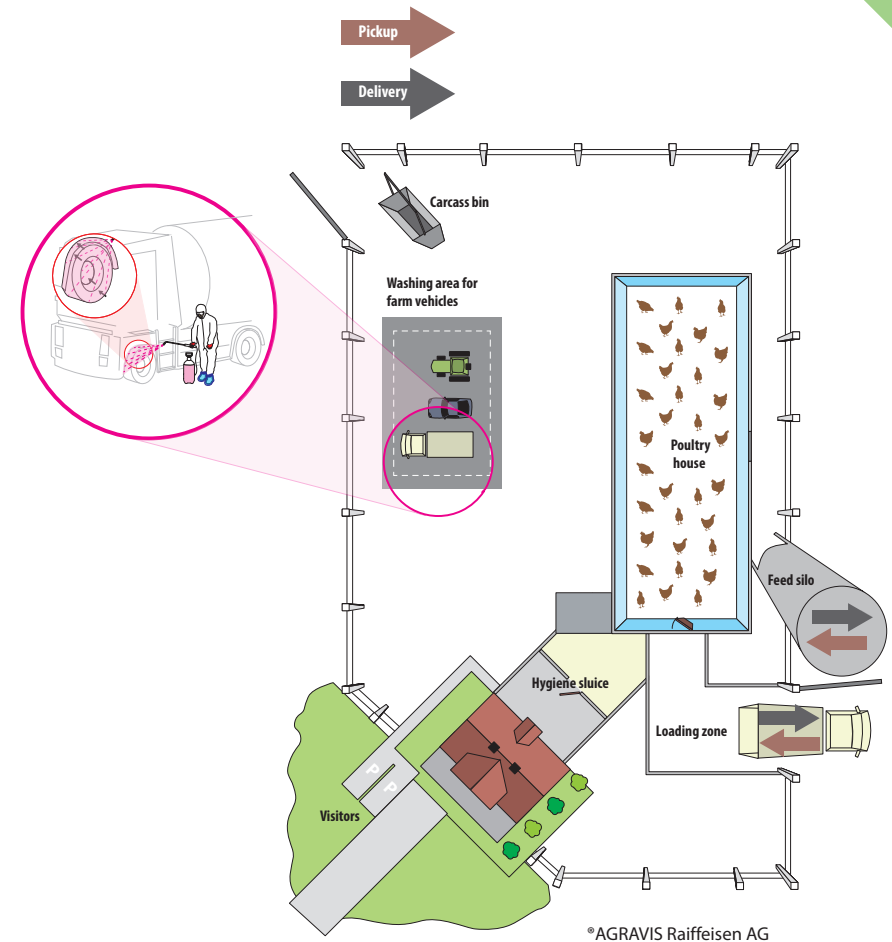 Pickup
Delivery
Carcass bin
Washing area for
farm vehicles
Poultry
house
Feed silo
Hygiene sluice
Loading zone
P
P
Visitors
®AGRAVIS Raiffeisen AG